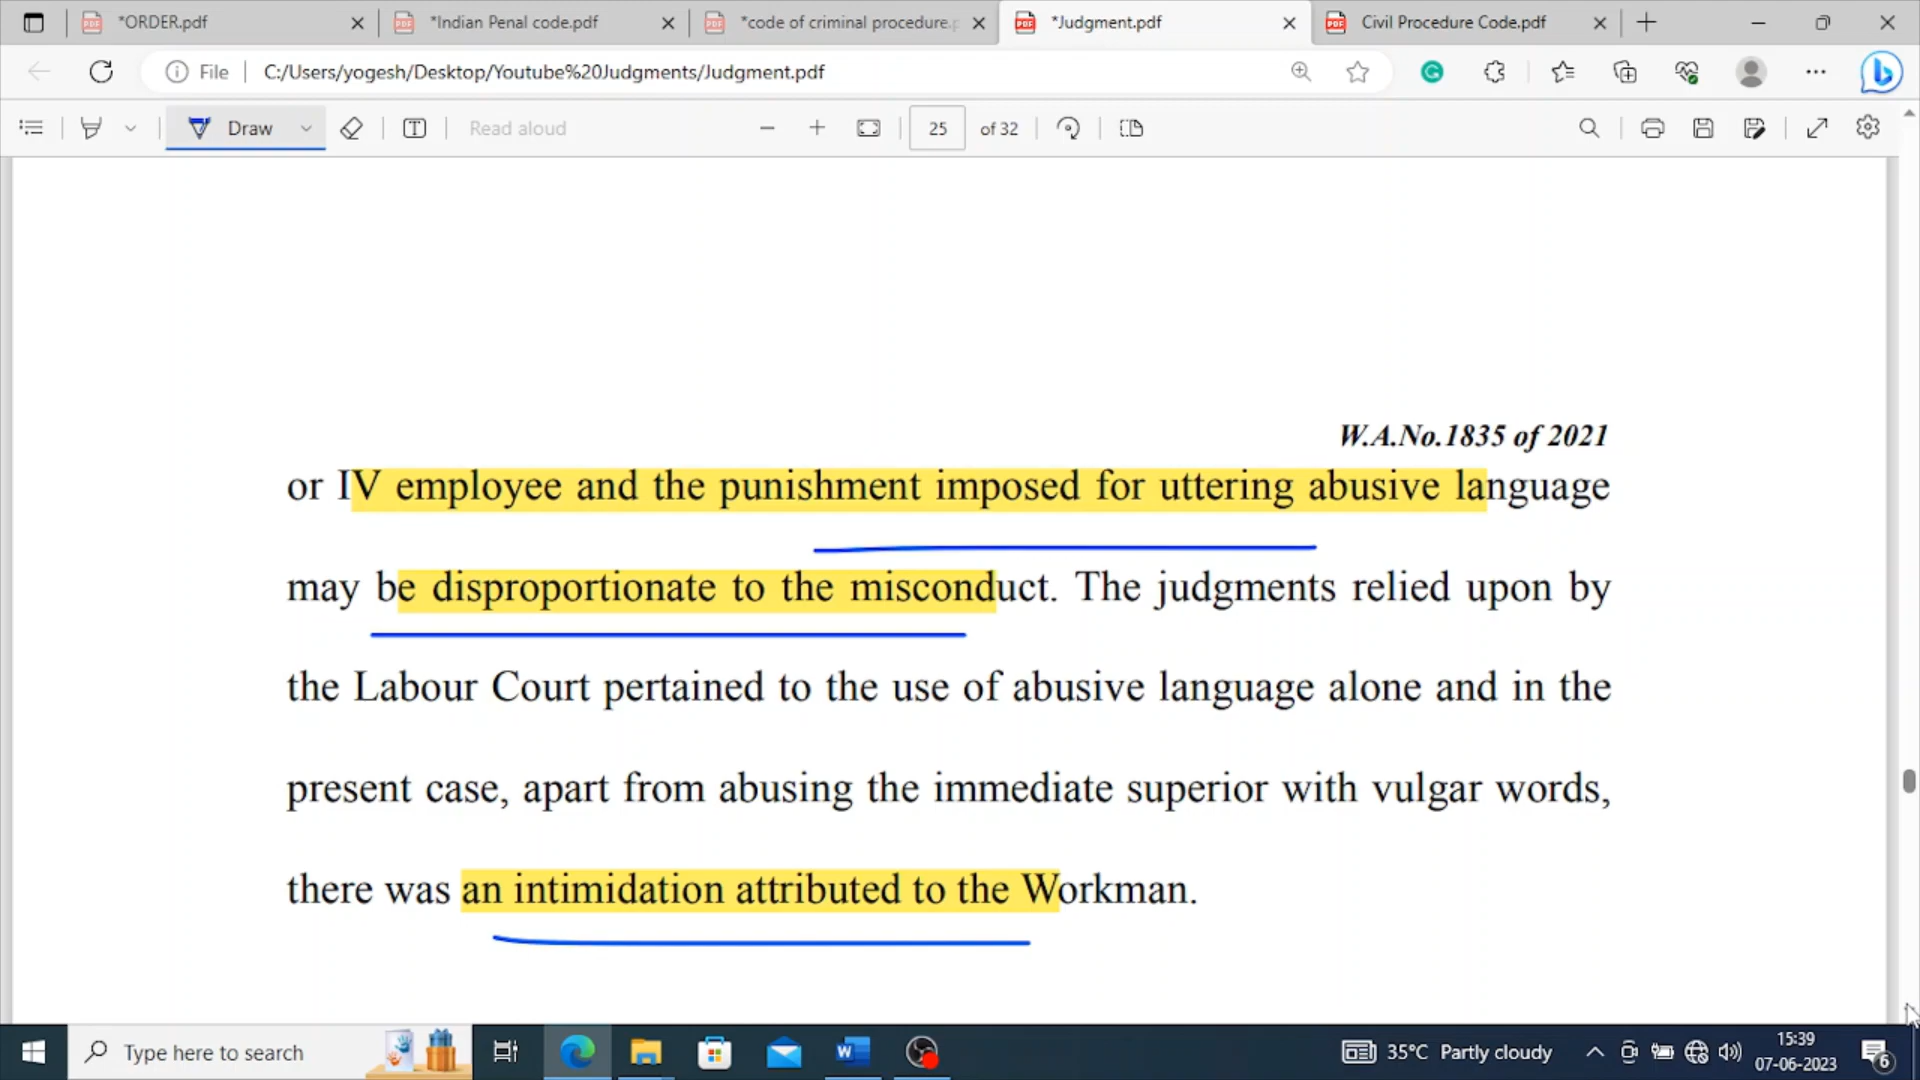 *ORDER.pdf
*Indian Penal code.pdf
*code of criminal procedure.p
*Judgment.pdf
Civil Procedure Code.pdf
File
C:/Users/yogesh/Desktop/Youtube%20Judgments/Judgment.pdf
Draw
Read aloud
25
of 32
W.A.No.1835 of 2021
or IV employee and the punishment imposed for uttering abusive language
may be disproportionate to the misconduct. The judgments relied upon by
the Labour Court pertained to the use of abusive language alone and in the
present case, apart from abusing the immediate superior with vulgar words,
there was an intimidation attributed to the Workman.
Type here to search
35°C Partly cloudy
15:39
07-06-2023
6